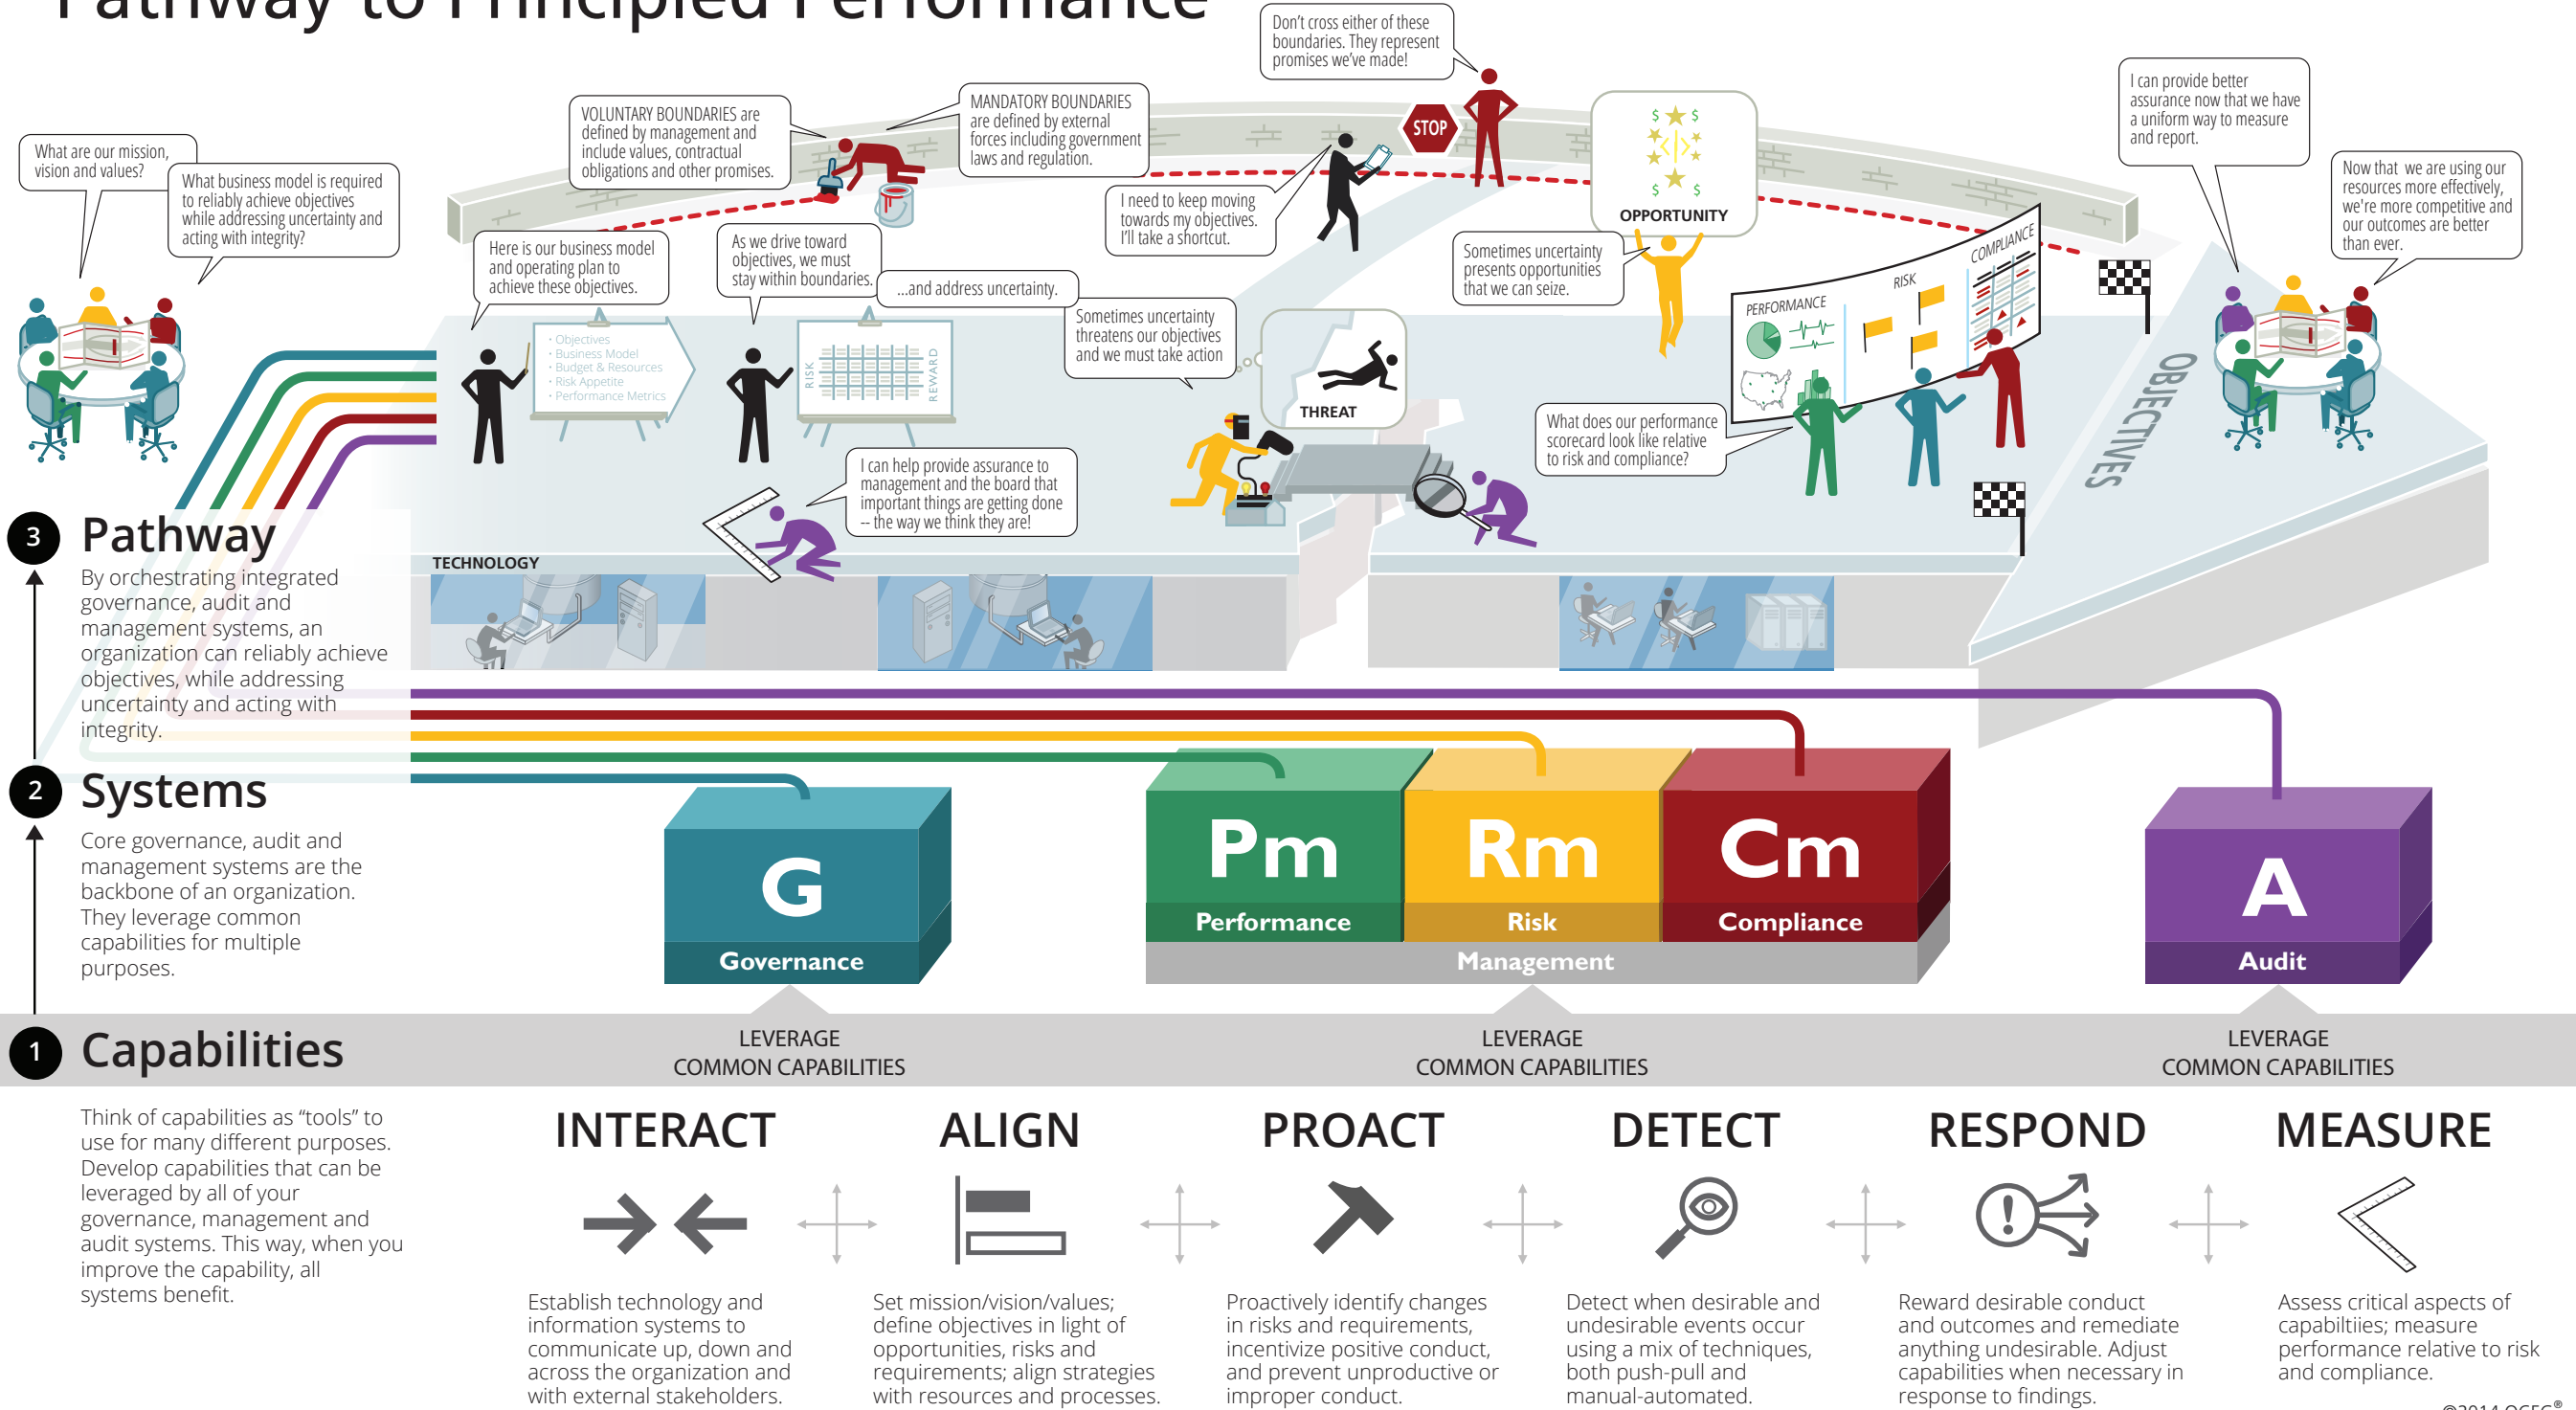 Pathway to Principled Performance
Don't cross either of these
boundaries. They represent
promises we've made!
I can provide better
assurance now that we have
a uniform way to measure
and report.
VOLUNTARY BOUNDARIES are
defined by management and
include values, contractual
obligations and other promises.
MANDATORY BOUNDARIES
are defined by external
forces including government
laws and regulation.
STOP
What are our mission,
vision and values?
What business model is required
to reliably achieve objectives
while addressing uncertainty and
acting with integrity?
Now that we are using our
resources more effectively,
we're more competitive and
our outcomes are better
than ever.
I need to keep moving
towards my objectives.
I'll take a shortcut.
$ $
$ $
OPPORTUNITY
Here is our business model
and operating plan to
achieve these objectives.
As we drive toward
objectives, we must
stay within boundaries.
...and address uncertainty.
Sometimes uncertainty
presents opportunities
that we can seize.
Sometimes uncertainty
threatens our objectives
and we must take action
THREAT
PERFORMANCE
RISK
COMPLIANCE
• Objectives
• Business Model
• Budget & Resources
• Risk Appetite
• Performance Metrics
RISK
REWARD
OBJECTIVES
What does our performance
scorecard look like relative
to risk and compliance?
I can help provide assurance to
management and the board that
important things are getting done
-- the way we think they are!
TECHNOLOGY
3 Pathway
By orchestrating integrated
governance, audit and
management systems, an
organization can reliably achieve
objectives, while addressing
uncertainty and acting with
integrity.
2 Systems
Core governance, audit and
management systems are the
backbone of an organization.
They leverage common
capabilities for multiple
purposes.
G
Governance
Pm
Performance
Rm
Risk
Cm
Compliance
Management
A
Audit
1 Capabilities
LEVERAGE
COMMON CAPABILITIES
LEVERAGE
COMMON CAPABILITIES
LEVERAGE
COMMON CAPABILITIES
Think of capabilities as “tools” to
use for many different purposes.
Develop capabilities that can be
leveraged by all of your
governance, management and
audit systems. This way, when you
improve the capability, all
systems benefit.
INTERACT
Establish technology and
information systems to
communicate up, down and
across the organization and
with external stakeholders.
ALIGN
Set mission/vision/values;
define objectives in light of
opportunities, risks and
requirements; align strategies
with resources and processes.
PROACT
Proactively identify changes
in risks and requirements,
incentivize positive conduct,
and prevent unproductive or
improper conduct.
DETECT
Detect when desirable and
undesirable events occur
using a mix of techniques,
both push-pull and
manual-automated.
RESPOND
Reward desirable conduct
and outcomes and remediate
anything undesirable. Adjust
capabilities when necessary in
response to findings.
MEASURE
Assess critical aspects of
capabiltiies; measure
performance relative to risk
and compliance.
©2014 OCEG®